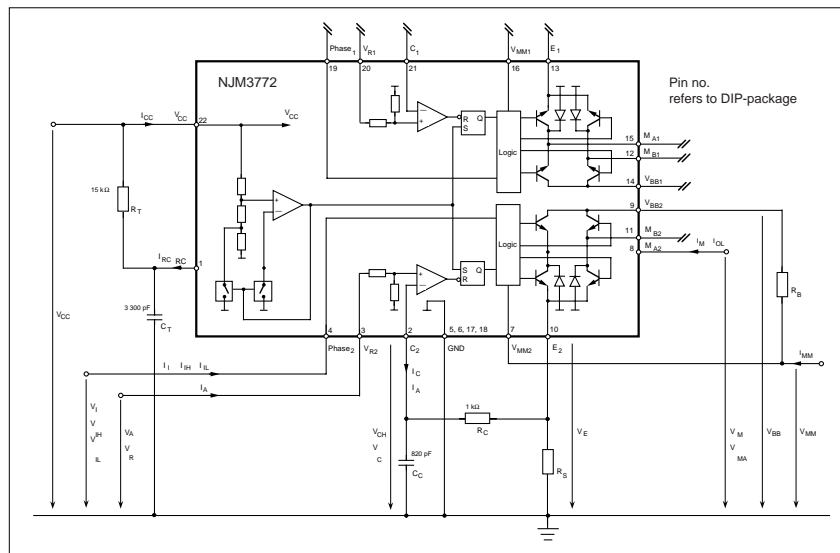 Phase1 VR1 C1 VMM1 E1
19 20 21 16 13
NJM3772
Pin no.
refers to DIP-package
ICC VCC 22 VCC
R Q
S
Logic
15 MA1
12 MB1
14 VBB1
15 kΩ
RT
9 VBB2
11 MB2
IM IOL
8 MA2
Logic
S Q
R
IRC RC 1
RB
VCC
3 300 pF
CT
4 3 2 5, 6, 17, 18 7 10
Phase2 VR2 C2 GND VMM2 E2
II IIH IIL
IMM
IA
IC
IA
1 kΩ
RC
VI
V IH
V IL
VA
V R
VCH
V C
820 pF
CC
RS
VE
VM
V MA
VBB
VMM